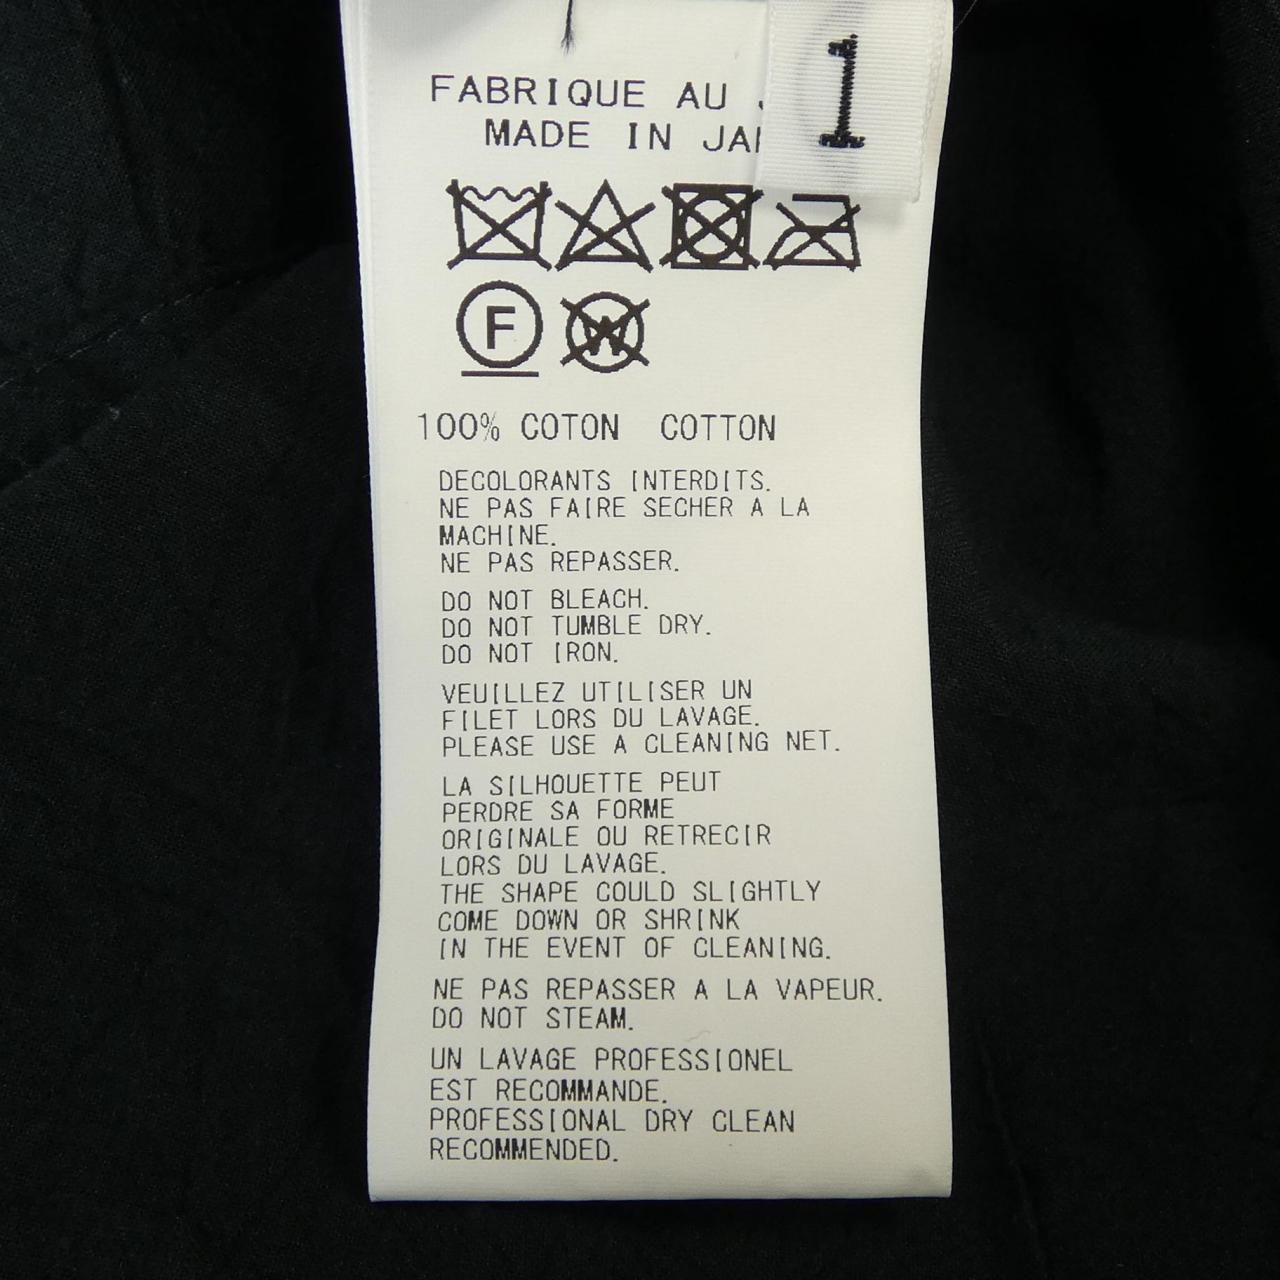 1
FABRIQUE AU
MADE IN
F
W
100% COTON COTTON
DECOLORANTS INTERDITS.
NE PAS FAIRE SECHER A LA
MACHINE.
NE PAS REPASSER.
DO NOT BLEACH.
DO NOT TUMBLE DRY.
DO NOT IRON.
VEUILLEZ UTILISER UN
FILET LORS DU LAVAGE.
PLEASE USE A CLEANING NET.
LA SILHOUETTE PEUT
PERDRE SA FORME
ORIGINALE OU RETRECIR
LORS DU LAVAGE.
THE SHAPE COULD SLIGHTLY
COME DOWN OR SHRINK
IN THE EVENT OF CLEANING.
NE PAS REPASSER A LA VAPEUR.
DO NOT STEAM.
UN LAVAGE PROFESSIONEL
EST RECOMMANDE.
PROFESSIONAL DRY CLEAN
RECOMMENDED.